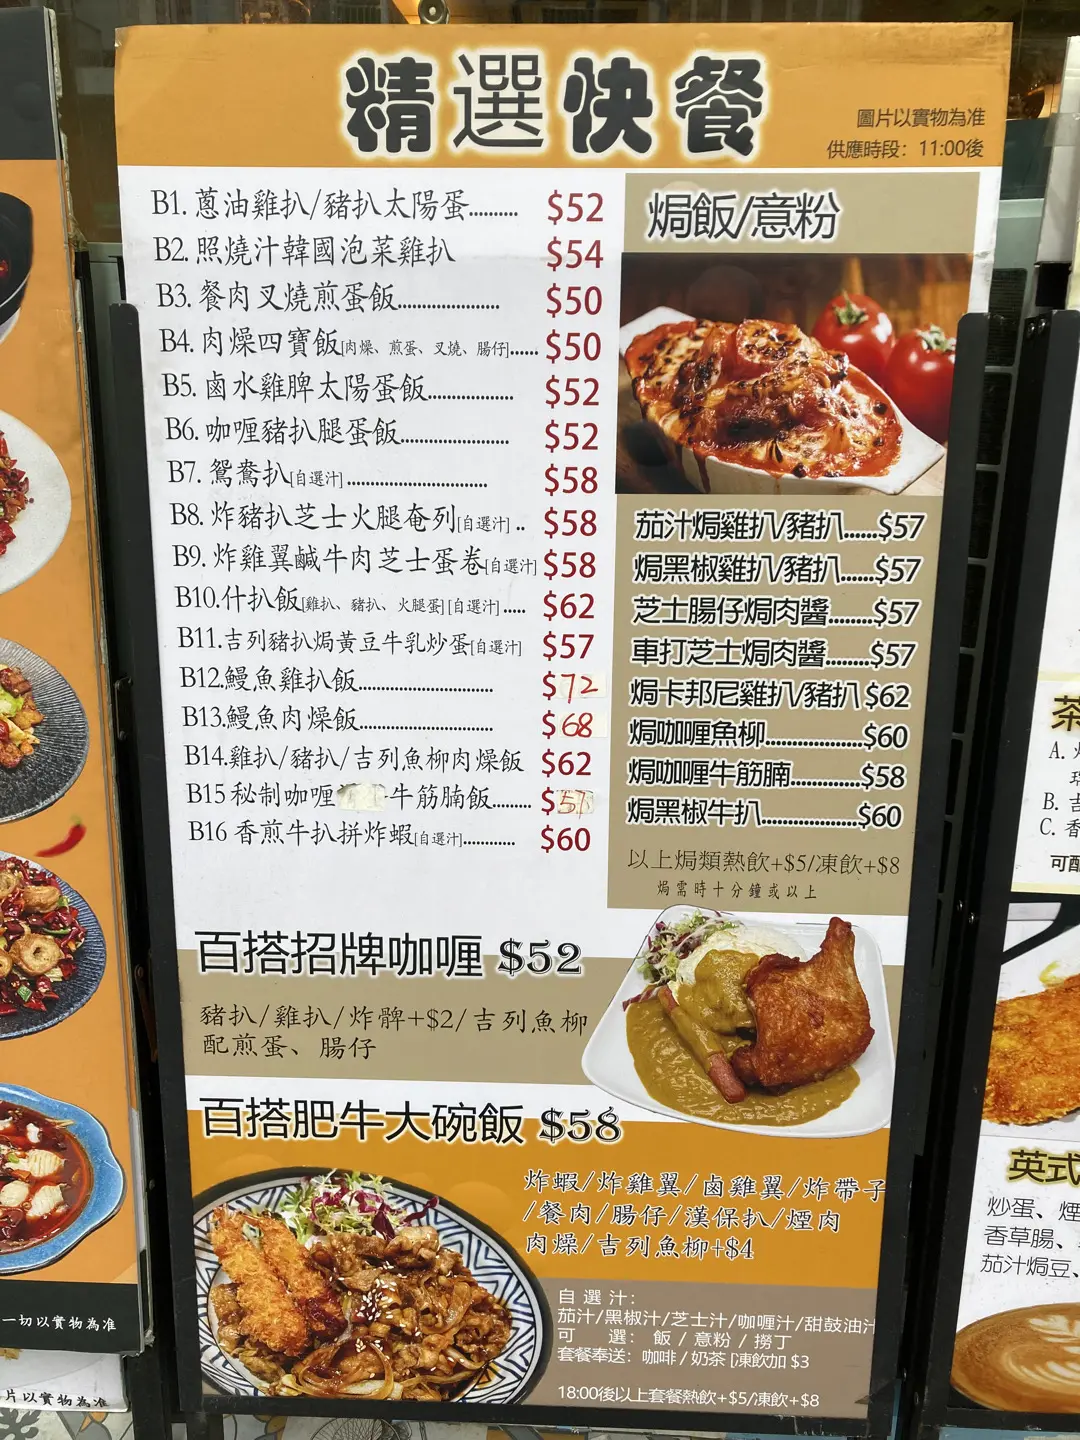 精選快餐
圖片以實物為准
供應時段：11:00後
B1. 蔥油雞扒/豬扒太陽蛋......... $52
B2. 照燒汁韓國泡菜雞扒 $54
B3. 餐肉叉燒煎蛋飯................... $50
B4. 肉燥四寶飯[肉燥、煎蛋、叉燒、腸仔]...... $50
B5. 鹵水雞脾太陽蛋飯................ $52
B6. 咖喱豬扒腿蛋飯.................... $52
B7. 鴛鴦扒[自選汁].......................... $58
B8. 炸豬扒芝士火腿奄列[自選汁].. $58
B9. 炸雞翼鹹牛肉芝士蛋卷[自選汁] $58
B10.什扒飯[雞扒、豬扒、火腿蛋][自選汁]..... $62
B11.吉列豬扒焗黃豆牛乳炒蛋[自選汁] $57
B12.鰻魚雞扒飯......................... $72
B13.鰻魚肉燥飯......................... $68
B14.雞扒/豬扒/吉列魚柳肉燥飯 $62
B15 秘制咖喱 牛筋腩飯......... $57
B16 香煎牛扒拼炸蝦[自選汁]............ $60
焗飯/意粉
茄汁焗雞扒/豬扒......$57
焗黑椒雞扒/豬扒......$57
芝士腸仔焗肉醬........$57
車打芝士焗肉醬........$57
焗卡邦尼雞扒/豬扒 $62
焗咖喱魚柳..................$60
焗咖喱牛筋腩.............$58
焗黑椒牛扒..................$60
以上焗類熱飲+$5/凍飲+$8
焗需時十分鐘或以上
百搭招牌咖喱 $52
豬扒/雞扒/炸髀+$2/吉列魚柳
配煎蛋、腸仔
百搭肥牛大碗飯 $58
炸蝦/炸雞翼/鹵雞翼/炸帶子
/餐肉/腸仔/漢保扒/煙肉
肉燥/吉列魚柳+$4
自選汁：
茄汁/黑椒汁/芝士汁/咖喱汁/甜鼓油汁
可 選： 飯 / 意粉 / 撈丁
套餐奉送：咖啡 / 奶茶 [凍飲加 $3
18:00後以上套餐熱飲+$5/凍飲+$8
一切以實物為准
片以實物為准
茶
A.
B. 吉
C. 香
可配
英式
炒蛋、煙
香草腸、
茄汁焗豆、